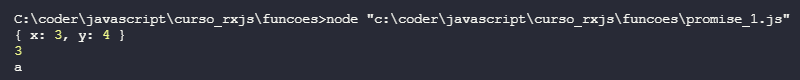 C:\coder\javascript\curso_rxjs\funcoes>node "c:\coder\javascript\curso_rxjs\funcoes\promise_1.js"
{ x: 3, y: 4 }
3
a